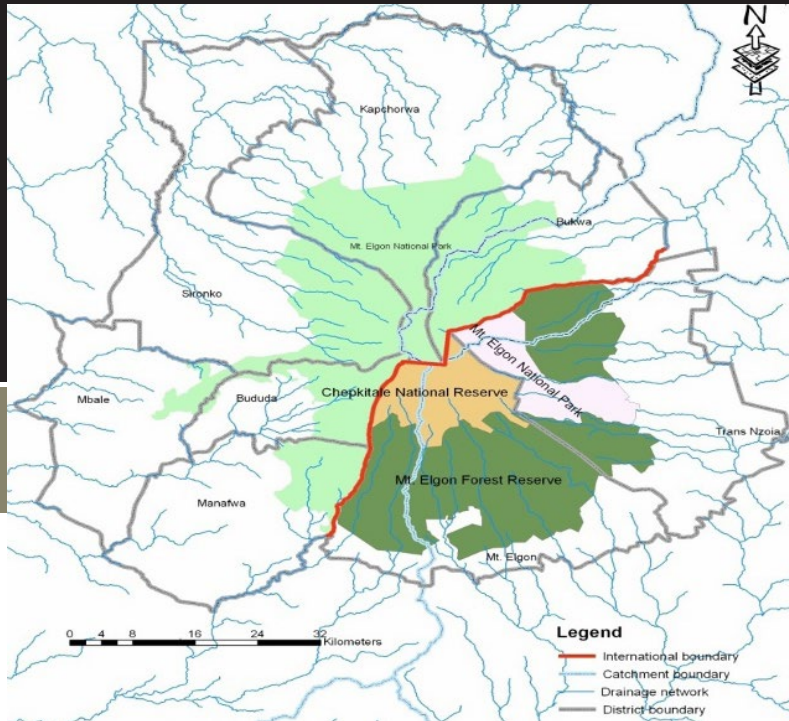 N
Kapchorwa
Bukwa
Mt. Elgon National Park
Sironko
Mt. Elgon National Park
Chepkitale National Reserve
Mbale
Bududa
Trans Nzoia
Mt. Elgon Forest Reserve
Manafwa
Mt. Elgon
0 4 8 16 24 32
Kilometers
Legend
International boundary
Catchment boundary
Drainage network
District boundary